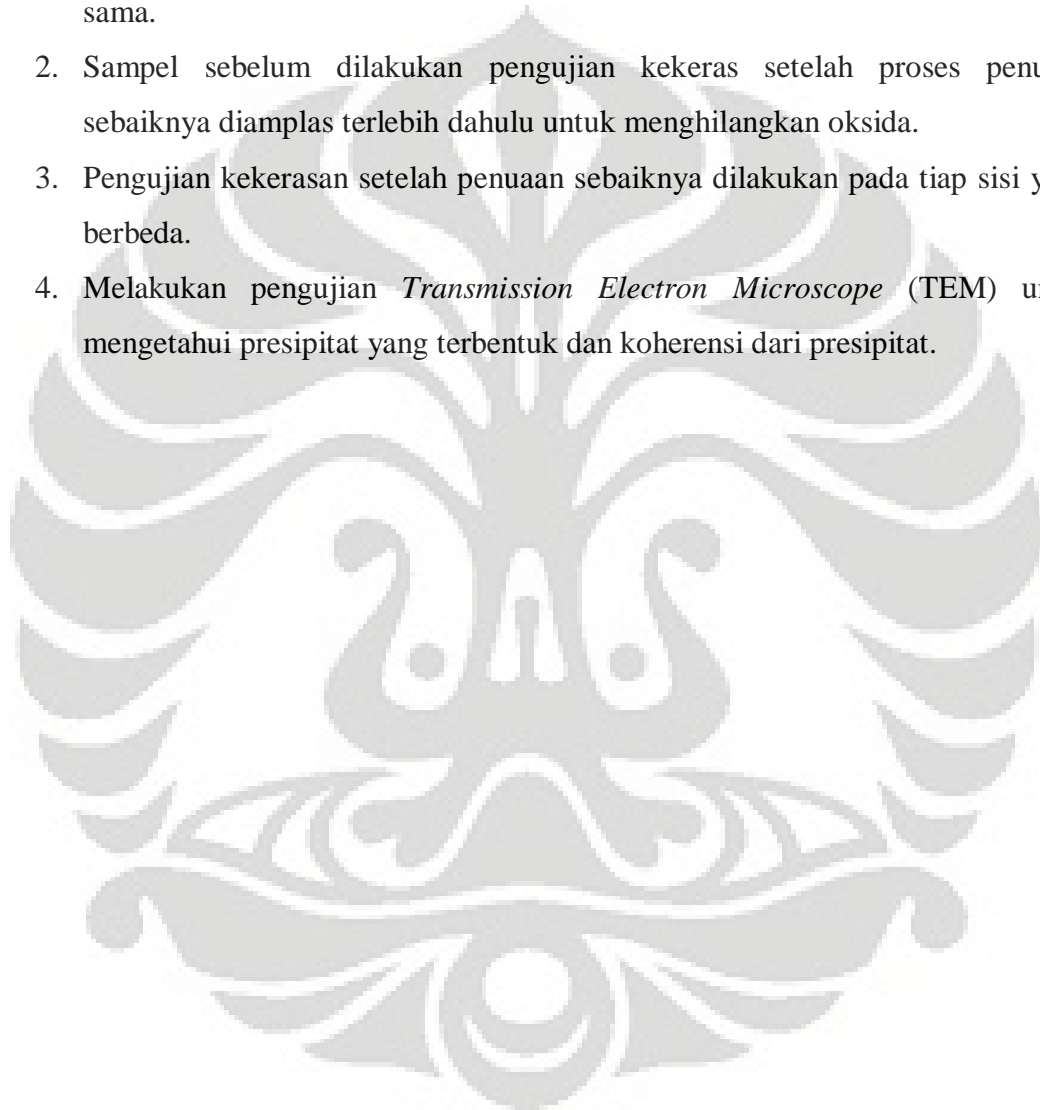 sama.
2. Sampel sebelum dilakukan pengujian kekeras setelah proses penu
sebaiknya diamplas terlebih dahulu untuk menghilangkan oksida.
3. Pengujian kekerasan setelah penuaan sebaiknya dilakukan pada tiap sisi y
berbeda.
4. Melakukan pengujian Transmission Electron Microscope (TEM) u
mengetahui presipitat yang terbentuk dan koherensi dari presipitat.